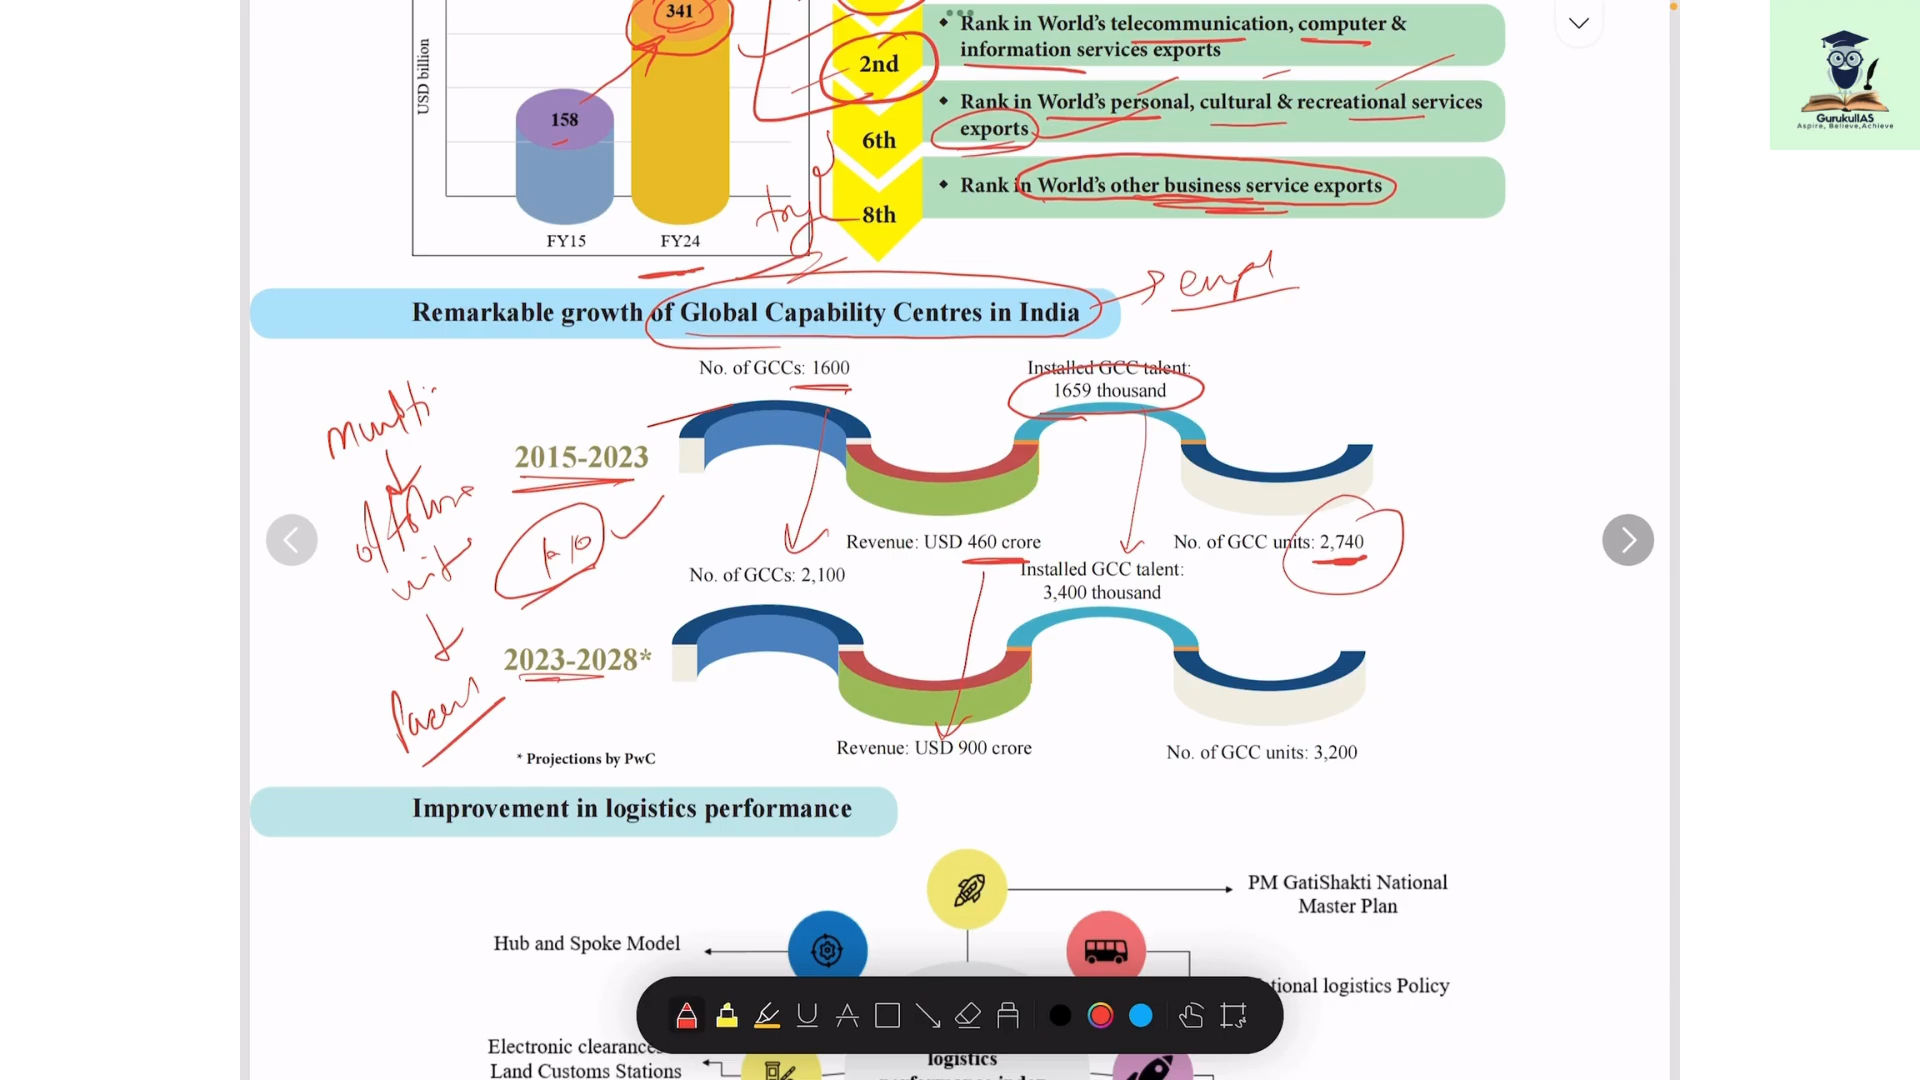 341
USD billion
158
FY15
FY24
2nd
6th
8th
Rank in World's telecommunication, computer &
information services exports
Rank in World's personal, cultural & recreational services
exports
Rank in World's other business service exports
GurukulIAS
Aspire, Believe,Achieve
Remarkable growth of Global Capability Centres in India
empl
No. of GCCs: 1600
Installed GCC talent:
1659 thousand
multi
2015-2023
Revenue: USD 460 crore
No. of GCC units: 2,740
unit
No. of GCCs: 2,100
Installed GCC talent:
3,400 thousand
2023-2028*
Parent
Revenue: USD 900 crore
No. of GCC units: 3,200
* Projections by PwC
Improvement in logistics performance
PM GatiShakti National
Master Plan
Hub and Spoke Model
tional logistics Policy
Electronic clearance
Land Customs Stations
logistics